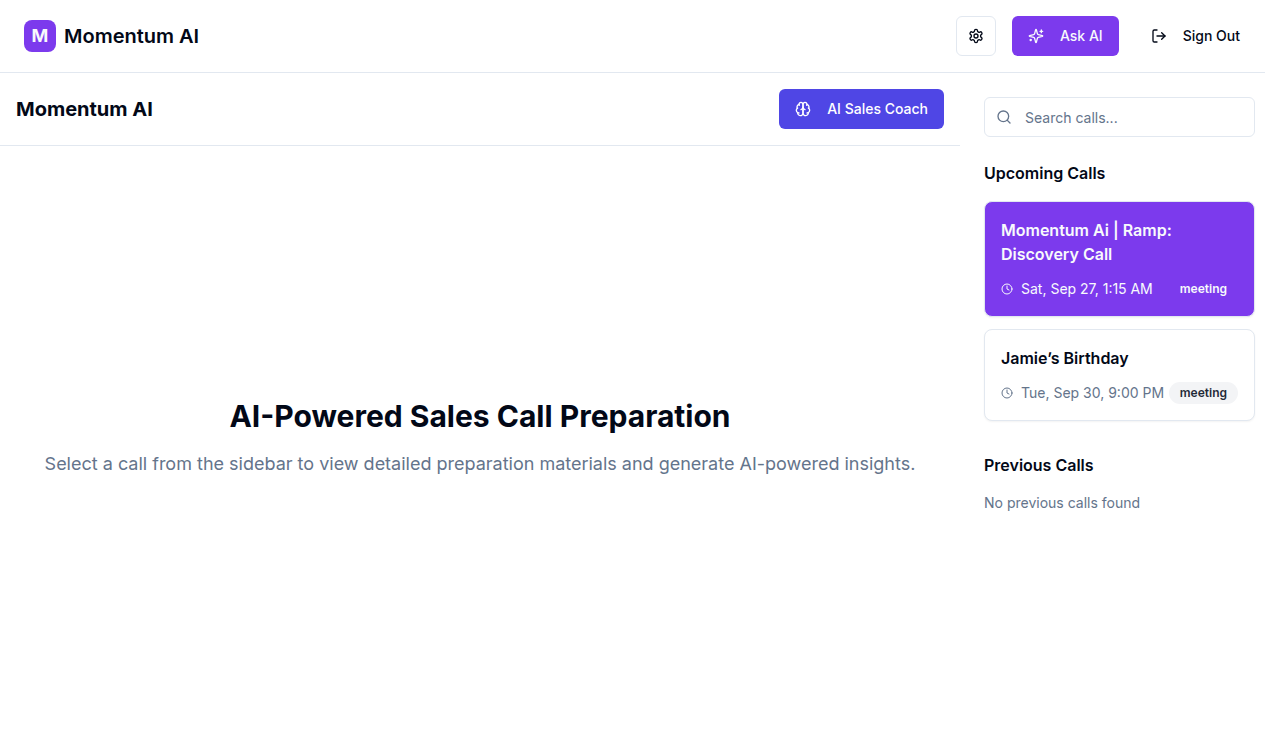 M Momentum AI
Ask AI
Sign Out
Momentum AI
AI Sales Coach
AI-Powered Sales Call Preparation
Select a call from the sidebar to view detailed preparation materials and generate AI-powered insights.
Search calls...
Upcoming Calls
Momentum Ai | Ramp:
Discovery Call
Sat, Sep 27, 1:15 AM meeting
Jamie’s Birthday
Tue, Sep 30, 9:00 PM meeting
Previous Calls
No previous calls found